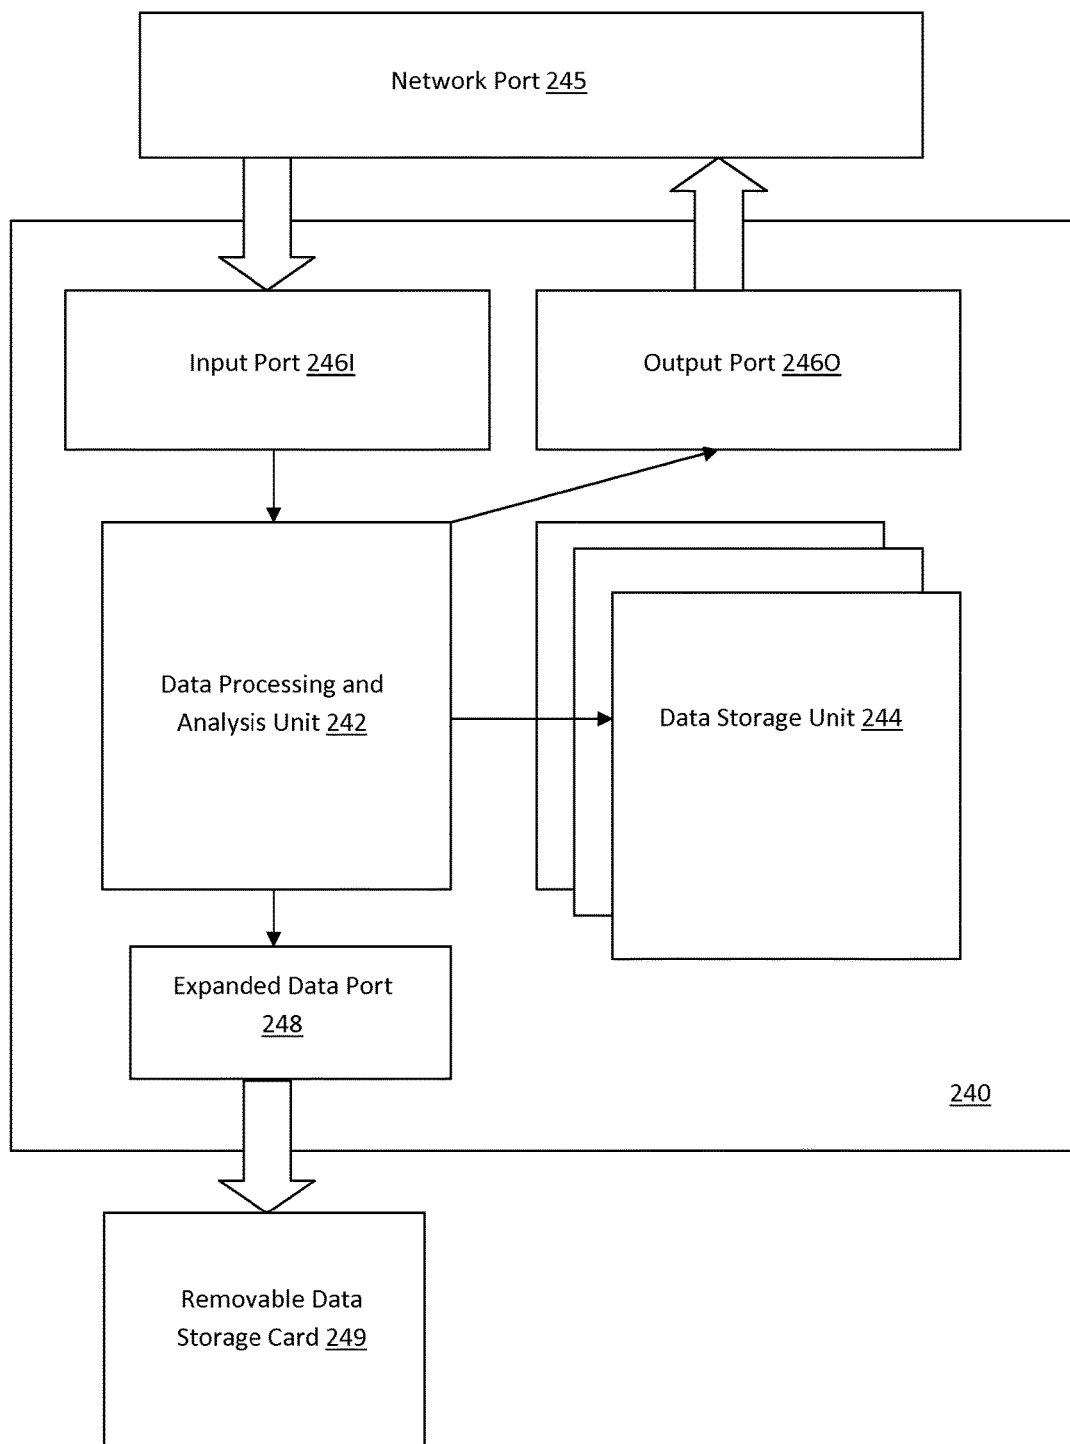 Network Port 245
Input Port 246I
Output Port 246O
Data Processing and
Analysis Unit 242
Data Storage Unit 244
Expanded Data Port
248
240
Removable Data
Storage Card 249